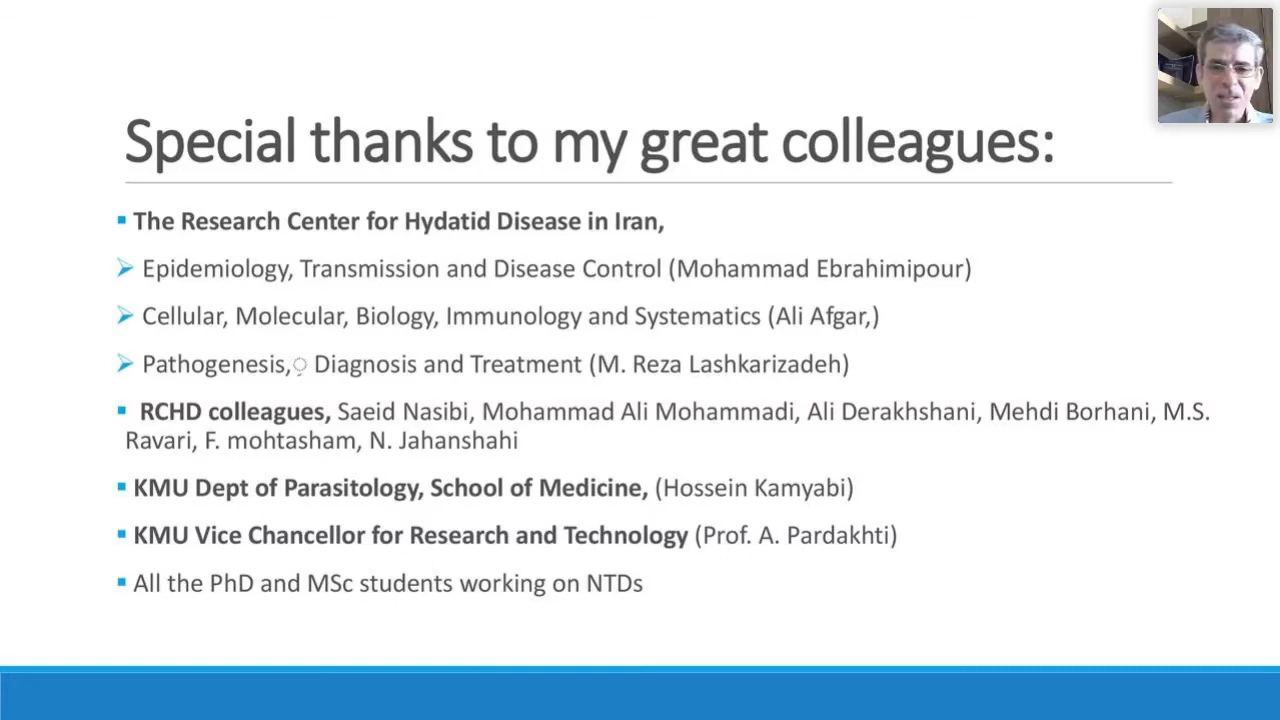 Special thanks to my great colleagues:
The Research Center for Hydatid Disease in Iran,
Epidemiology, Transmission and Disease Control (Mohammad Ebrahimipour)
Cellular, Molecular, Biology, Immunology and Systematics (Ali Afgar,)
Pathogenesis, Diagnosis and Treatment (M. Reza Lashkarizadeh)
RCHD colleagues, Saeid Nasibi, Mohammad Ali Mohammadi, Ali Derakhshani, Mehdi Borhani, M.S.
Ravari, F. mohtasham, N. Jahanshahi
KMU Dept of Parasitology, School of Medicine, (Hossein Kamyabi)
KMU Vice Chancellor for Research and Technology (Prof. A. Pardakhti)
All the PhD and MSc students working on NTDs